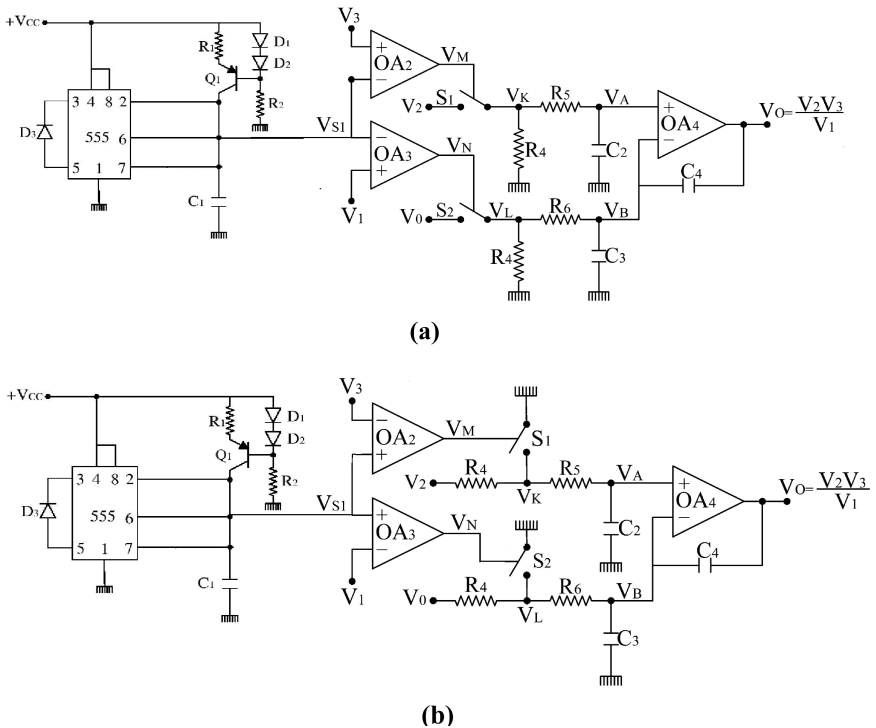 +VCC
R1
D1
D2
Q1
R2
3 4 8 2
D3
555 6
5 1 7
C1
VS1
V3
+
OA2
−
VM
V2
S1
VK
R5
VA
R4
C2
−
OA3
+
VN
V1
V0
S2
VL
R6
VB
R4
C3
+
OA4
−
C4
VO=V2V3
V1
(a)
+VCC
R1
D1
D2
Q1
R2
3 4 8 2
D3
555 6
5 1 7
C1
VS1
V3
−
OA2
+
VM
S1
V2
R4
R5
VK
VA
C2
+
OA3
−
VN
S2
V1
V0
R4
R6
VL
VB
C3
+
OA4
−
C4
VO=V2V3
V1
(b)